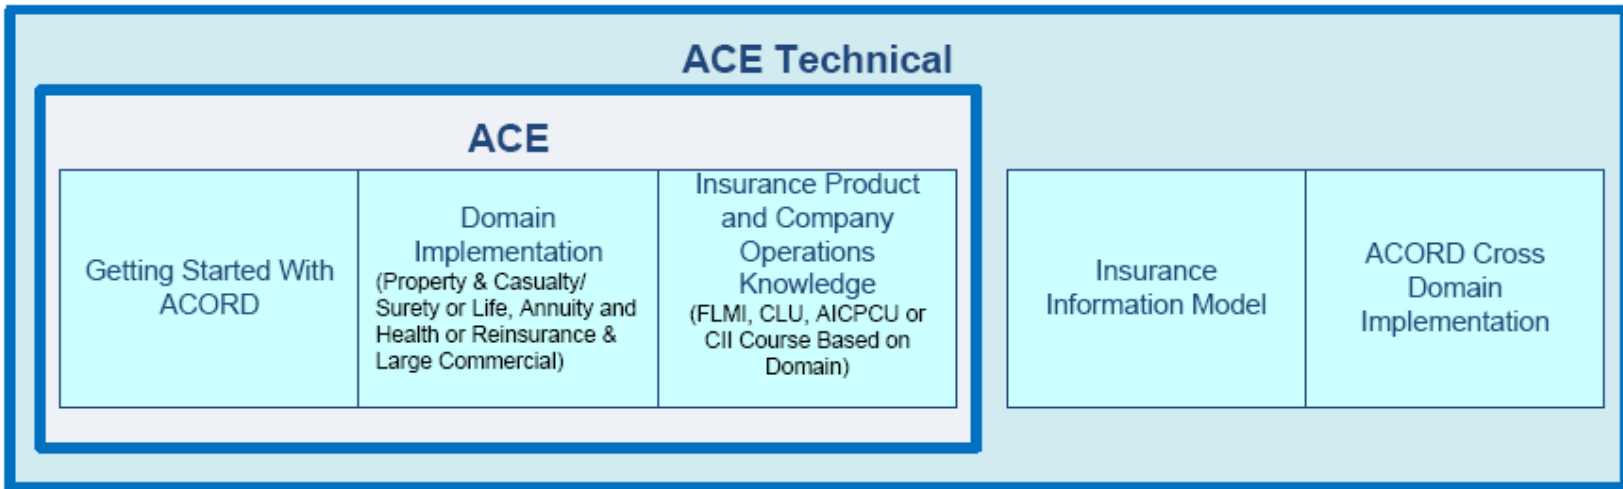 ACE Technical
ACE
Getting Started With
ACORD
Domain
Implementation
(Property & Casualty/
Surety or Life, Annuity and
Health or Reinsurance &
Large Commercial)
Insurance Product
and Company
Operations
Knowledge
(FLMI, CLU, AICPCU or
CII Course Based on
Domain)
Insurance
Information Model
ACORD Cross
Domain
Implementation